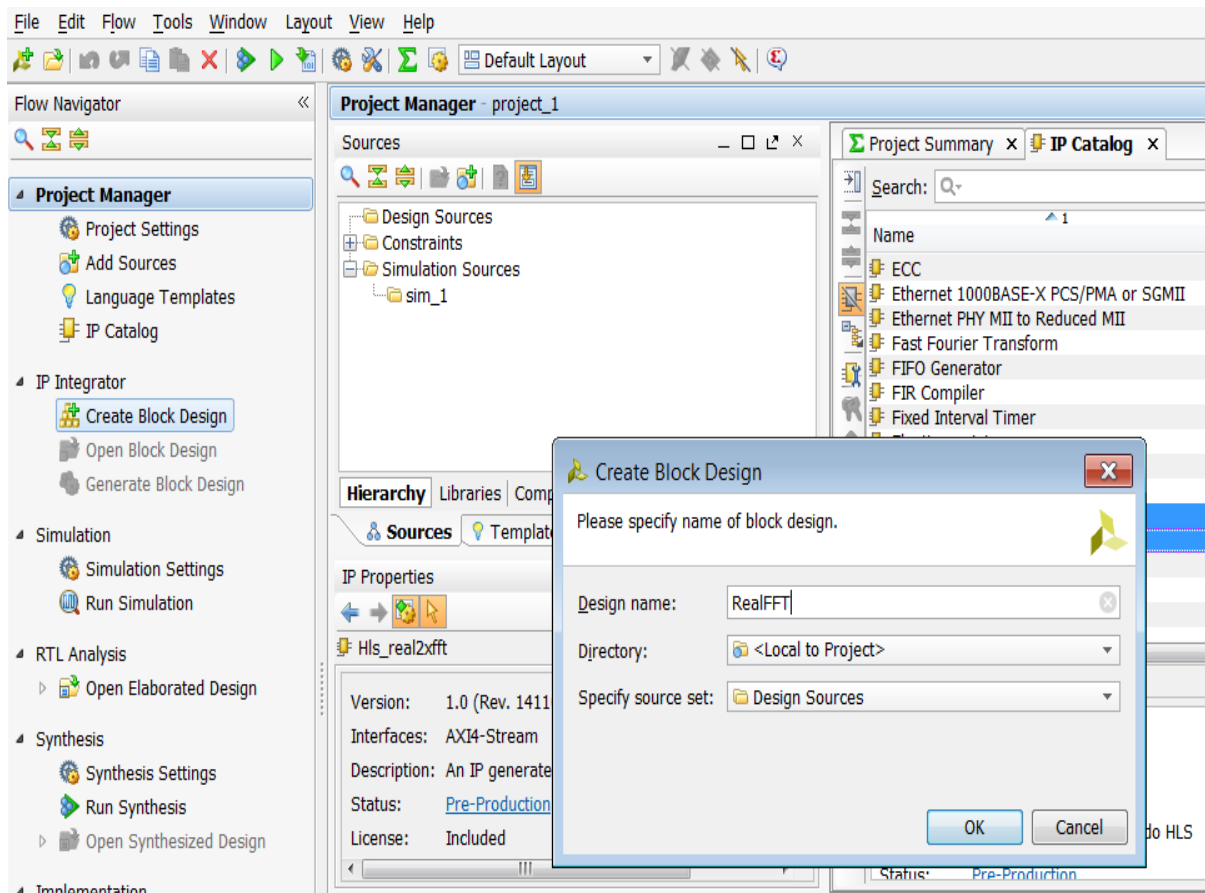 File Edit Flow Tools Window Layout View Help
Default Layout
Flow Navigator
Project Manager
Project Settings
Add Sources
Language Templates
IP Catalog
IP Integrator
Create Block Design
Open Block Design
Generate Block Design
Simulation
Simulation Settings
Run Simulation
RTL Analysis
Open Elaborated Design
Synthesis
Synthesis Settings
Run Synthesis
Open Synthesized Design
Implementation
Project Manager - project_1
Sources
Design Sources
Constraints
Simulation Sources
sim_1
Hierarchy Libraries Comp
Sources Template
IP Properties
Hls_real2xfft
Version: 1.0 (Rev. 1411
Interfaces: AXI4-Stream
Description: An IP generate
Status: Pre-Production
License: Included
Project Summary IP Catalog
Search:
1
Name
ECC
Ethernet 1000BASE-X PCS/PMA or SGMII
Ethernet PHY MII to Reduced MII
Fast Fourier Transform
FIFO Generator
FIR Compiler
Fixed Interval Timer
Create Block Design
Please specify name of block design.
Design name: RealFFT
Directory: <Local to Project>
Specify source set: Design Sources
OK Cancel
do HLS
Status: Pre-Production